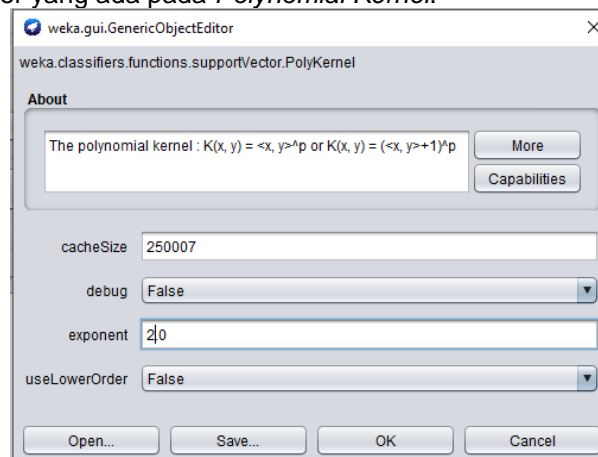 yang ada pada Polynomial Kernel.
weka.gui.GenericObjectEditor
weka.classifiers.functions.supportVector.PolyKernel
About
The polynomial kernel : K(x, y) = <x, y>^p or K(x, y) = (<x, y>+1)^p
More
Capabilities
cacheSize 250007
debug False
exponent 2.0
useLowerOrder False
Open... Save... OK Cancel